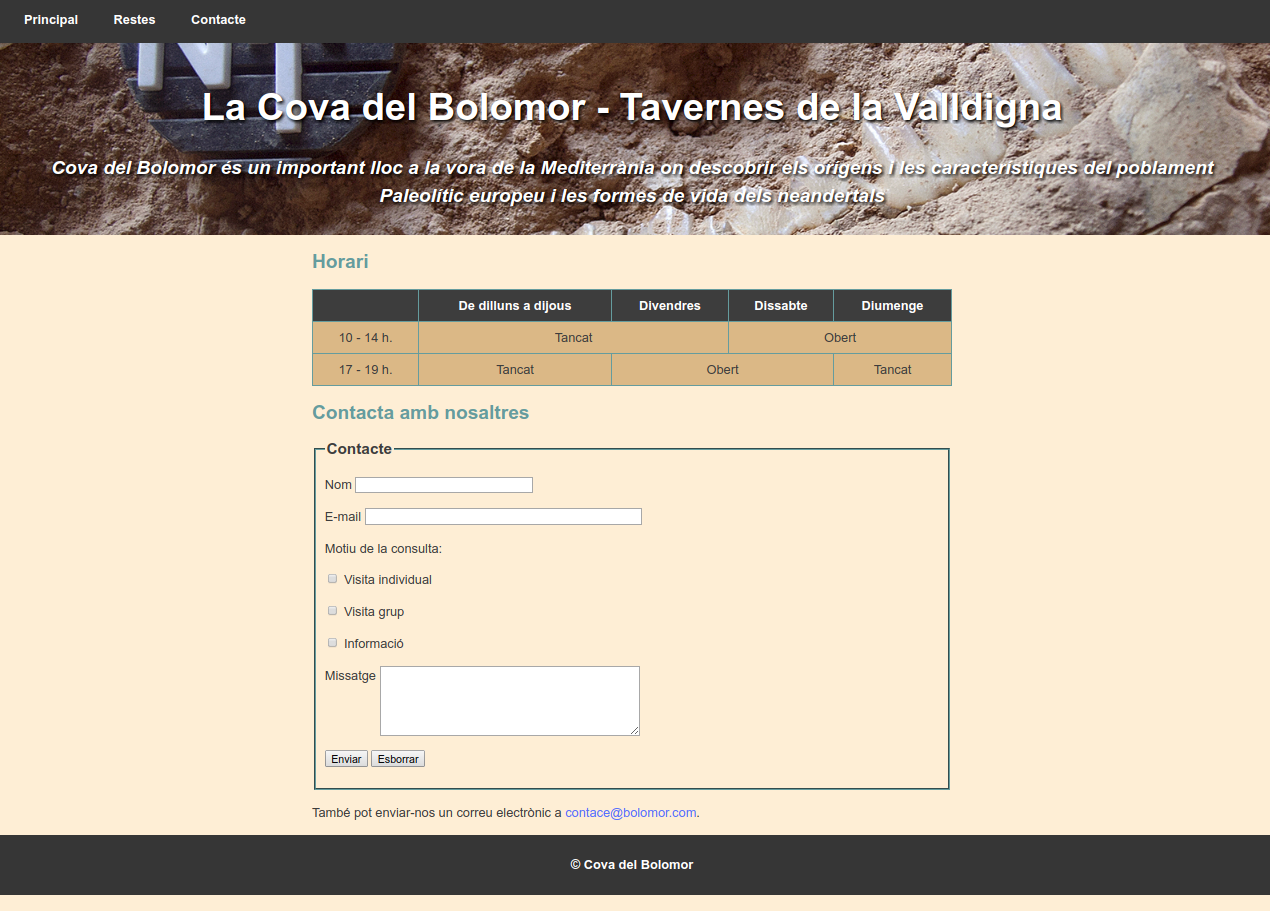 Principal Restes Contacte
La Cova del Bolomor - Tavernes de la Valldigna
Cova del Bolomor és un important lloc a la vora de la Mediterrània on descobrir els orígens i les característiques del poblament
Paleolític europeu i les formes de vida dels neandertals
Horari
De dilluns a dijous Divendres Dissabte Diumenge
10 - 14 h. Tancat Obert
17 - 19 h. Tancat Obert Tancat
Contacta amb nosaltres
Contacte
Nom
E-mail
Motiu de la consulta:
Visita individual
Visita grup
Informació
Missatge
Enviar Esborrar
També pot enviar-nos un correu electrònic a contace@bolomor.com.
© Cova del Bolomor